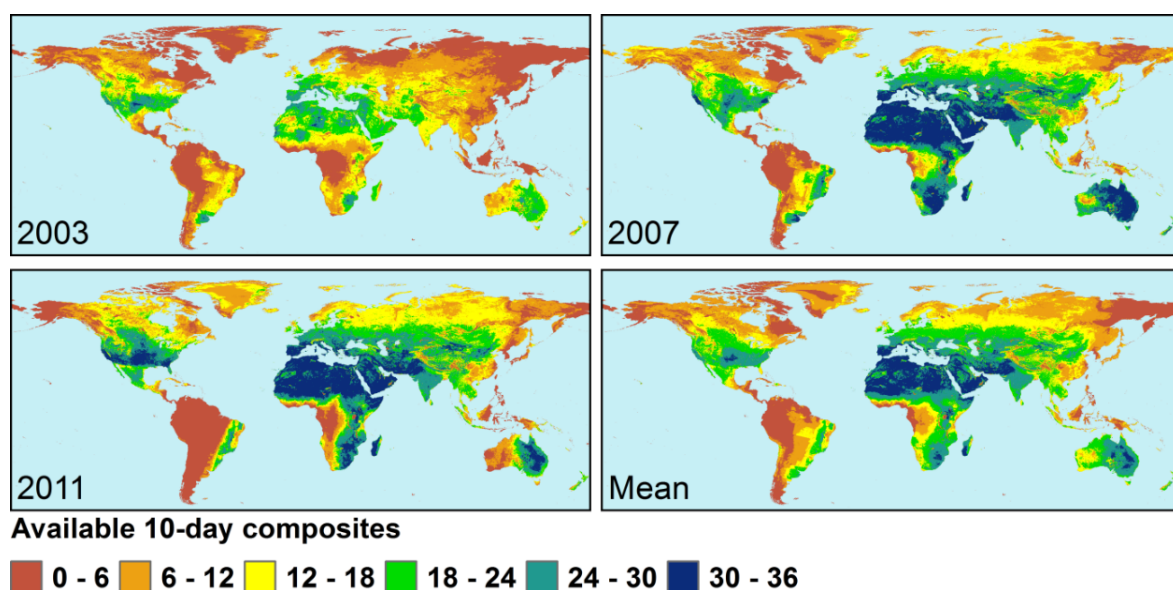 2003
2007
2011
Mean
Available 10-day composites
0 - 6 6 - 12 12 - 18 18 - 24 24 - 30 30 - 36